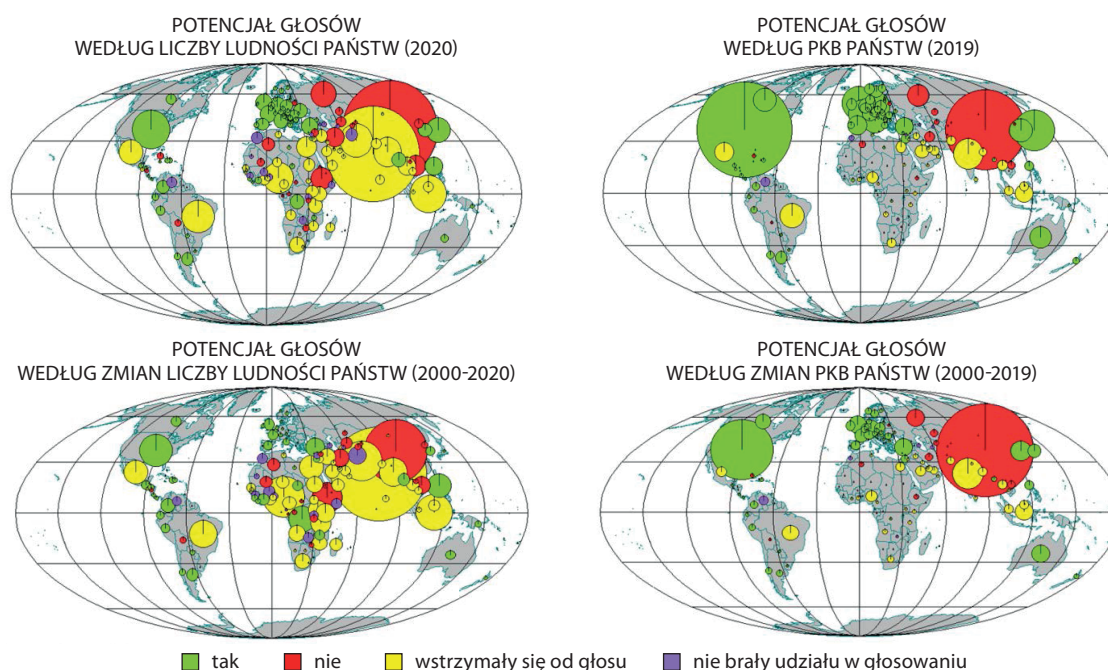 POTENCJAŁ GŁOSÓW
WEDŁUG LICZBY LUDNOŚCI PAŃSTW (2020)
POTENCJAŁ GŁOSÓW
WEDŁUG PKB PAŃSTW (2019)
POTENCJAŁ GŁOSÓW
WEDŁUG ZMIAN LICZBY LUDNOŚCI PAŃSTW (2000-2020)
POTENCJAŁ GŁOSÓW
WEDŁUG ZMIAN PKB PAŃSTW (2000-2019)
tak nie wstrzymały się od głosu nie brały udziału w głosowaniu